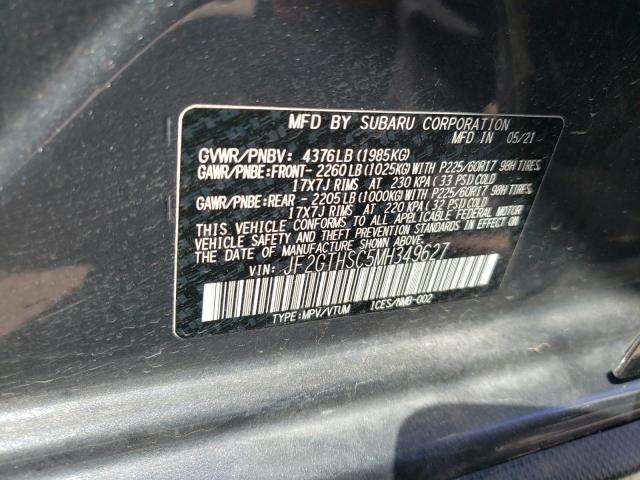 MFD BY SUBARU CORPORATION
MFD IN 05/21
GVWR/PNBV: 4376LB (1985KG)
GAWR/PNBE:FRONT- 2260LB (1025KG) WITH P225/60R17 98H TIRES,
17X7J RIMS AT 230 KPA (33 PSI) COLD
GAWR/PNBE:REAR - 2205LB (1000KG) WITH P225/60R17 98H TIRES,
17X7J RIMS AT 220 KPA (32 PSI) COLD
THIS VEHICLE CONFORMS TO ALL APPLICABLE FEDERAL MOTOR
VEHICLE SAFETY AND THEFT PREVENTION STANDARDS IN EFFECT ON
THE DATE OF MANUFACTURE SHOWN ABOVE.
VIN: JF2GTHSC5MH349627
TYPE:MPV/VTUM ICES/NMB-002